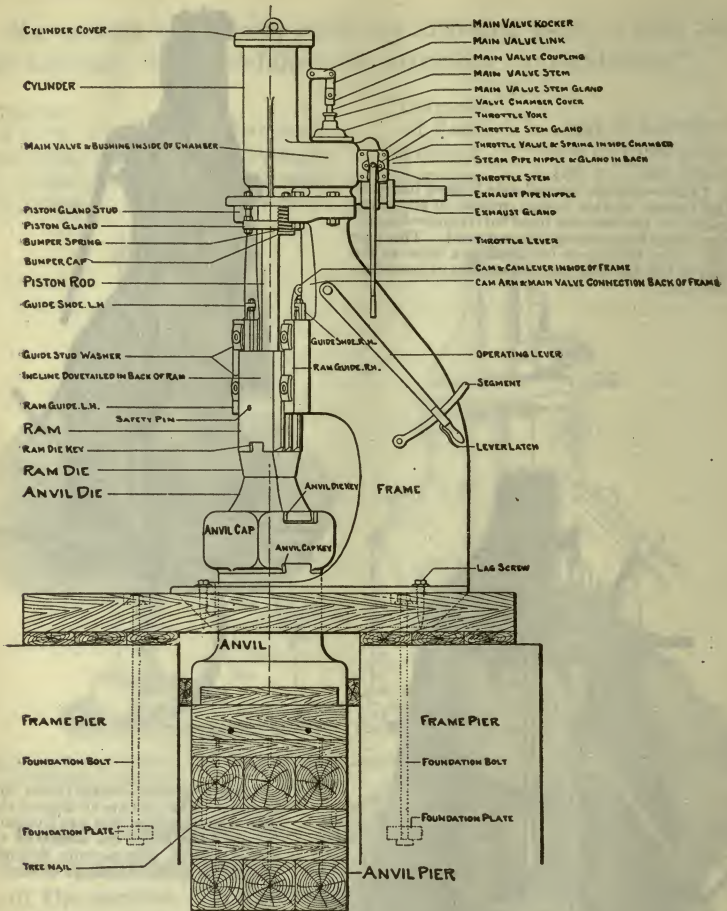 CYLINDER COVER
CYLINDER
MAIN VALVE & BUSHING INSIDE OF CHAMBER
PISTON GLAND STUD
PISTON GLAND
BUMPER SPRING
BUMPER CAP
PISTON ROD
GUIDE SHOE. L.H.
GUIDE STUD WASHER
INCLINE DOVETAILED IN BACK OF RAM
RAM GUIDE. L.H.
SAFETY PIN
RAM
RAM DIE KEY
RAM DIE
ANVIL DIE
MAIN VALVE ROCKER
MAIN VALVE LINK
MAIN VALVE COUPLING
MAIN VALVE STEM
MAIN VALVE STEM GLAND
VALVE CHAMBER COVER
THROTTLE YOKE
THROTTLE STEM GLAND
THROTTLE VALVE & SPRING INSIDE CHAMBER
STEAM PIPE NIPPLE & GLAND IN BACK
THROTTLE STEM
EXHAUST PIPE NIPPLE
EXHAUST GLAND
THROTTLE LEVER
CAM & CAM LEVER INSIDE OF FRAME
CAM ARM & MAIN VALVE CONNECTION BACK OF FRAME
GUIDE SHOE. R.H.
RAM GUIDE. R.H.
OPERATING LEVER
SEGMENT
LEVER LATCH
ANVIL DIE KEY
FRAME
ANVIL CAP
ANVIL CAP KEY
LAG SCREW
ANVIL
FRAME PIER
FOUNDATION BOLT
FOUNDATION PLATE
TREE NAIL
FRAME PIER
FOUNDATION BOLT
FOUNDATION PLATE
ANVIL PIER